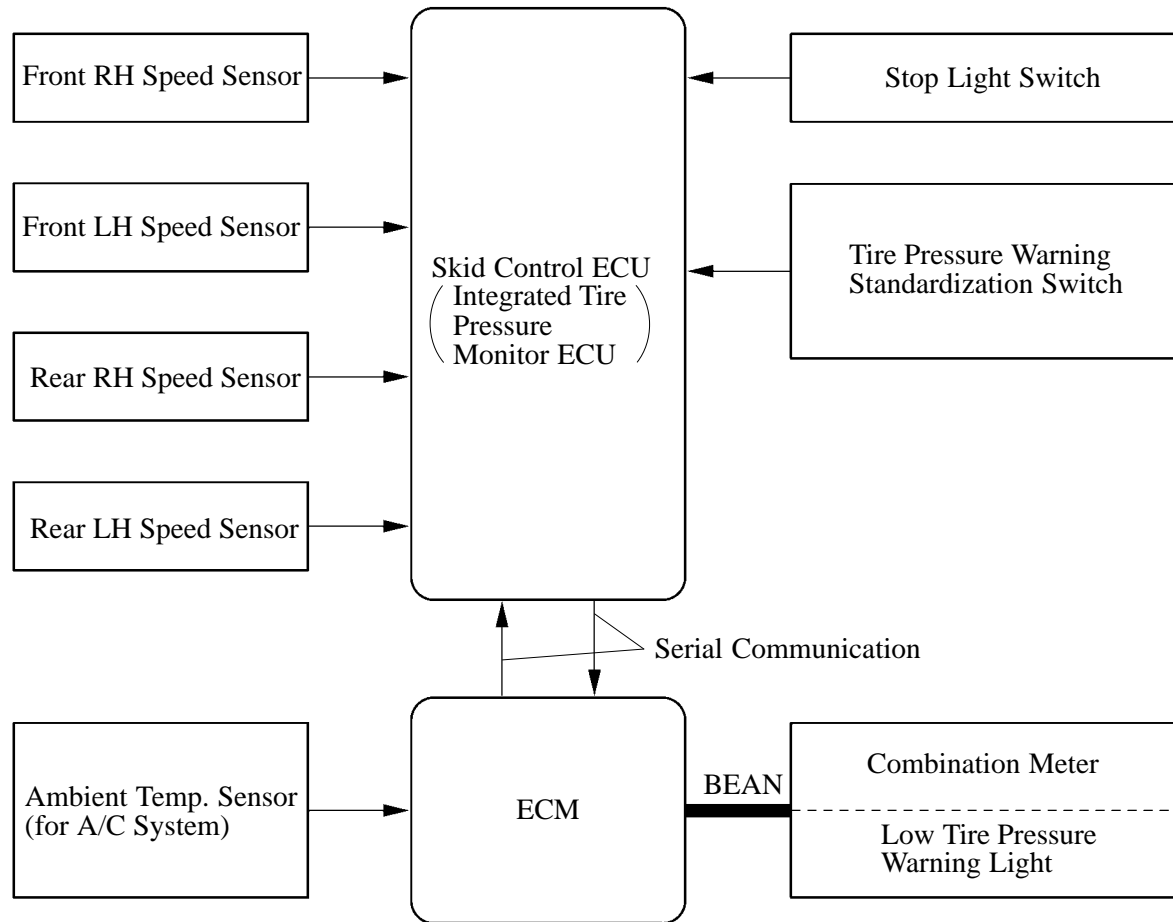 Front RH Speed Sensor
Front LH Speed Sensor
Rear RH Speed Sensor
Rear LH Speed Sensor
Skid Control ECU
(Integrated Tire
Pressure
Monitor ECU)
Stop Light Switch
Tire Pressure Warning
Standardization Switch
Serial Communication
Ambient Temp. Sensor
(for A/C System)
ECM
BEAN
Combination Meter
Low Tire Pressure
Warning Light